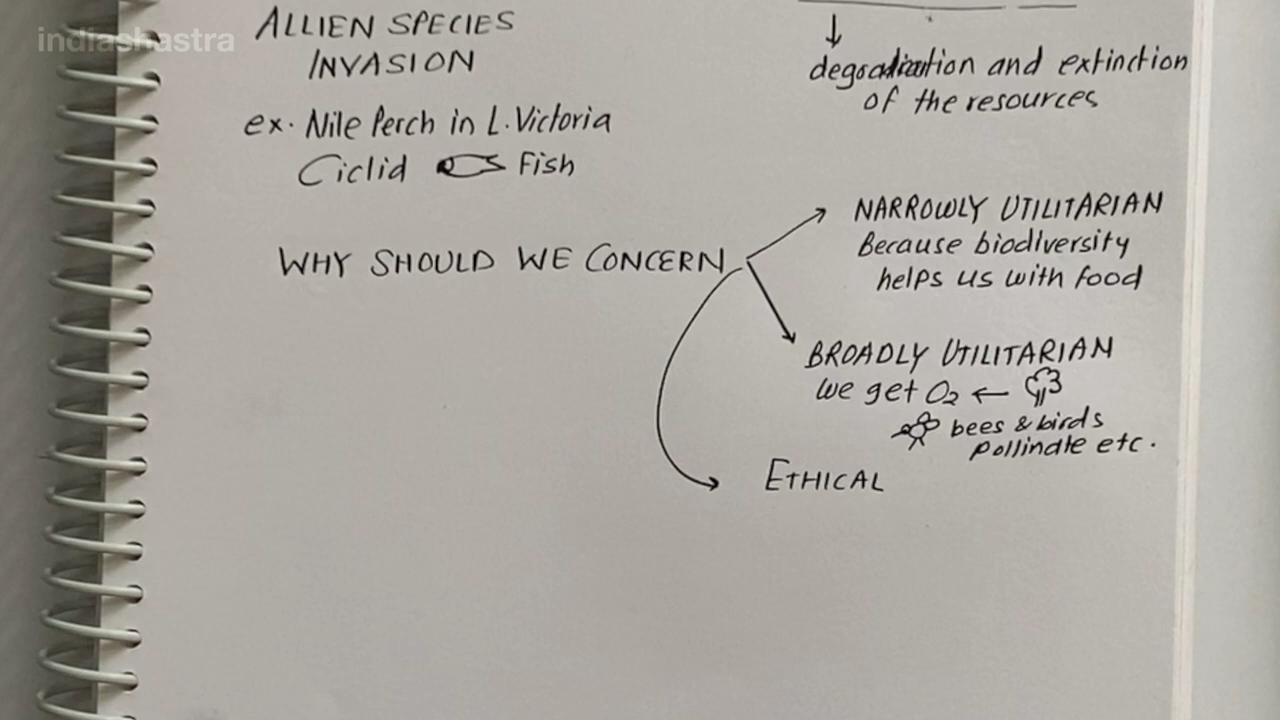 indiashastra
ALLIEN SPECIES
INVASION
ex. Nile Perch in L. Victoria
Ciclid Fish
degradation and extinction
of the resources
WHY SHOULD WE CONCERN
NARROWLY UTILITARIAN
Because biodiversity
helps us with food
BROADLY UTILITARIAN
we get O2 ←
bees & birds
Pollinate etc.
ETHICAL